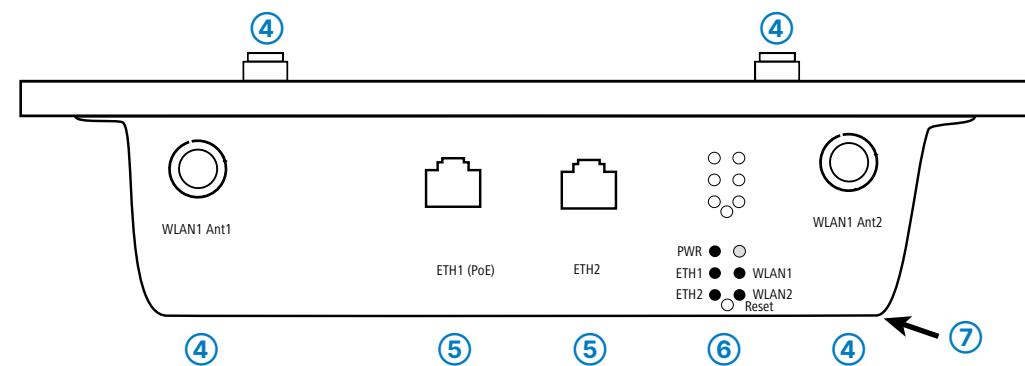 ④ ④
WLAN1 Ant1
WLAN1 Ant2
ETH1 (PoE)
ETH2
PWR
ETH1 WLAN1
ETH2 WLAN2
Reset
④ ⑤ ⑤ ⑥ ④ ⑦